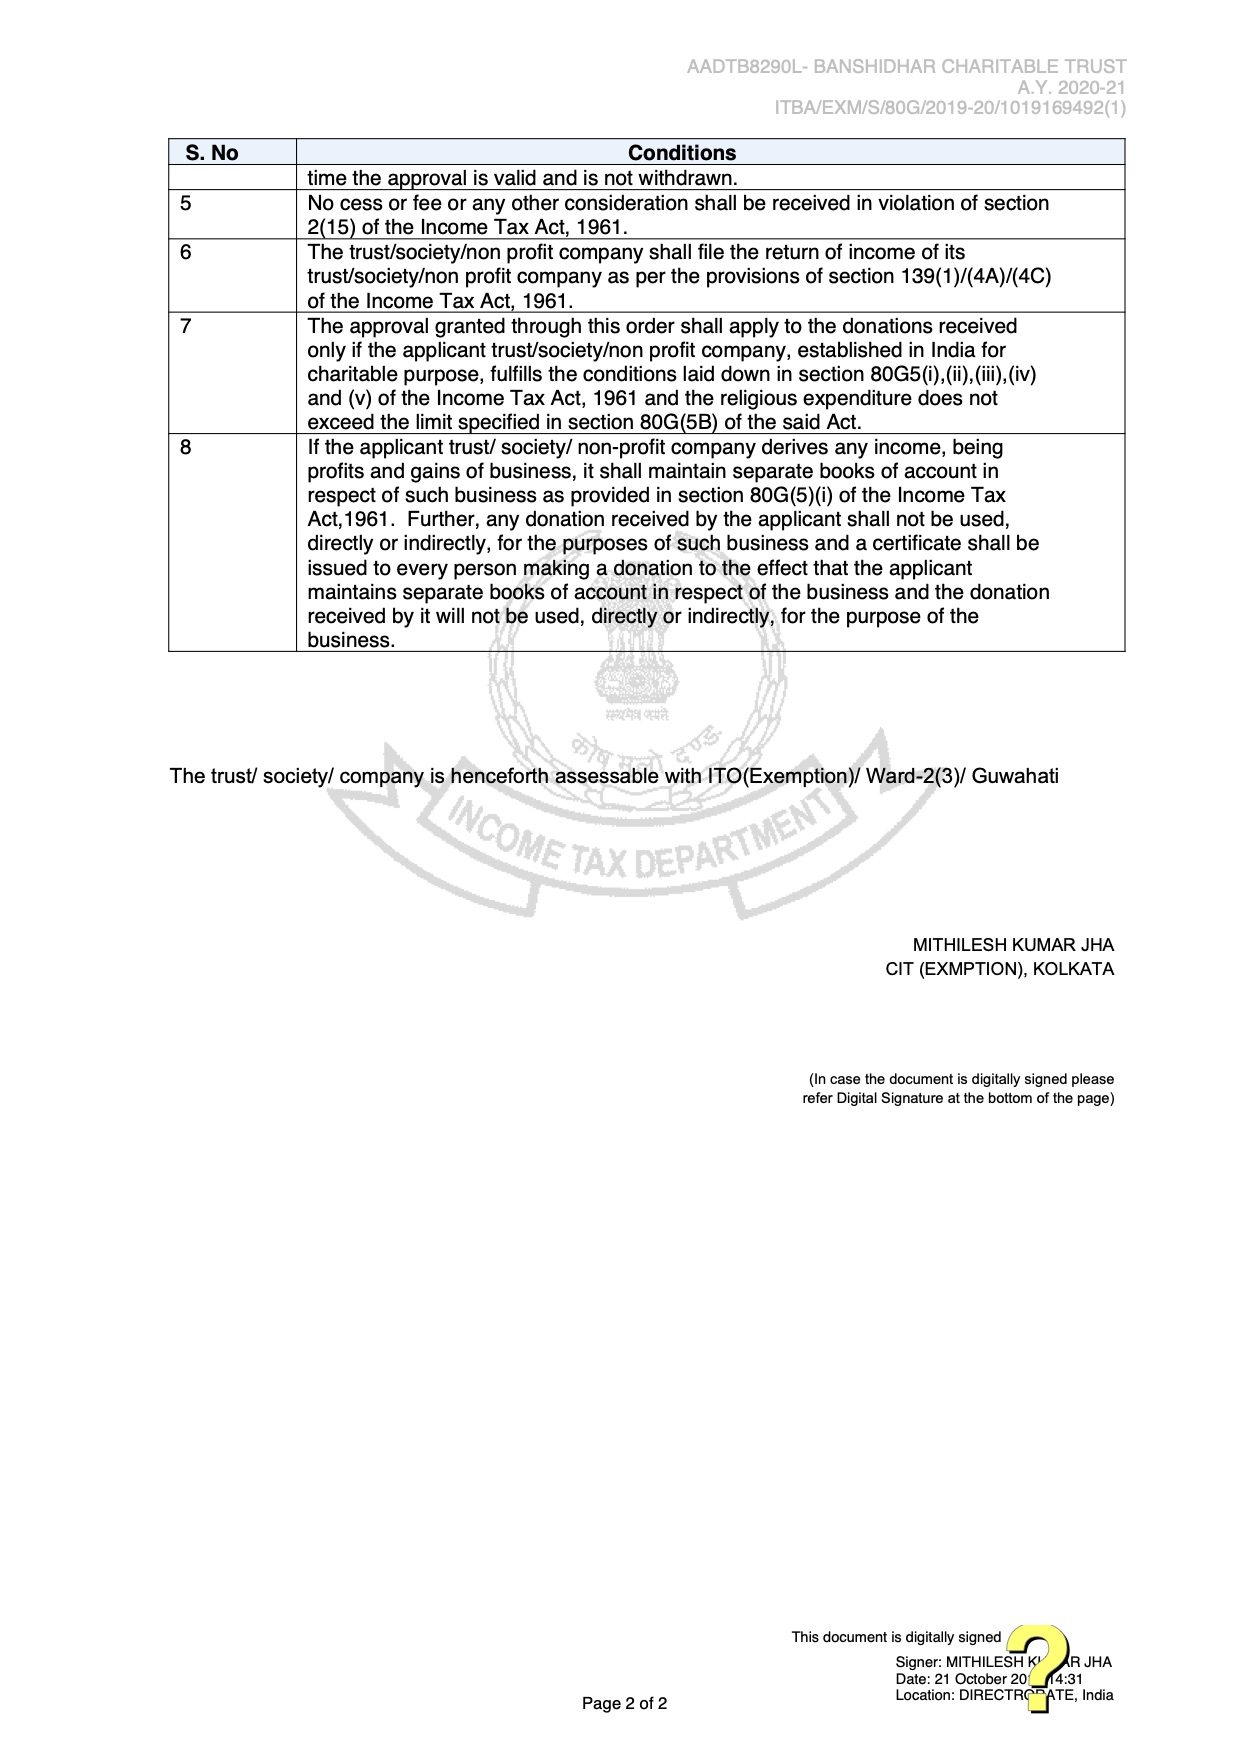 AADTB8290L- BANSHIDHAR CHARITABLE TRUST
A.Y. 2020-21
ITBA/EXM/S/80G/2019-20/1019169492(1)
S. No Conditions
time the approval is valid and is not withdrawn.
5 No cess or fee or any other consideration shall be received in violation of section
2(15) of the Income Tax Act, 1961.
6 The trust/society/non profit company shall file the return of income of its
trust/society/non profit company as per the provisions of section 139(1)/(4A)/(4C)
of the Income Tax Act, 1961.
7 The approval granted through this order shall apply to the donations received
only if the applicant trust/society/non profit company, established in India for
charitable purpose, fulfills the conditions laid down in section 80G5(i),(ii),(iii),(iv)
and (v) of the Income Tax Act, 1961 and the religious expenditure does not
exceed the limit specified in section 80G(5B) of the said Act.
8 If the applicant trust/ society/ non-profit company derives any income, being
profits and gains of business, it shall maintain separate books of account in
respect of such business as provided in section 80G(5)(i) of the Income Tax
Act,1961.  Further, any donation received by the applicant shall not be used,
directly or indirectly, for the purposes of such business and a certificate shall be
issued to every person making a donation to the effect that the applicant
maintains separate books of account in respect of the business and the donation
received by it will not be used, directly or indirectly, for the purpose of the
business.
सत्यमेव जयते
कोष मूलो दण्डः
The trust/ society/ company is henceforth assessable with ITO(Exemption)/ Ward-2(3)/ Guwahati
INCOME TAX DEPARTMENT
MITHILESH KUMAR JHA
CIT (EXMPTION), KOLKATA
(In case the document is digitally signed please
refer Digital Signature at the bottom of the page)
This document is digitally signed
Signer: MITHILESH KUMAR JHA
Date: 21 October 14:31
Location: DIRECTORATE, India
Page 2 of 2